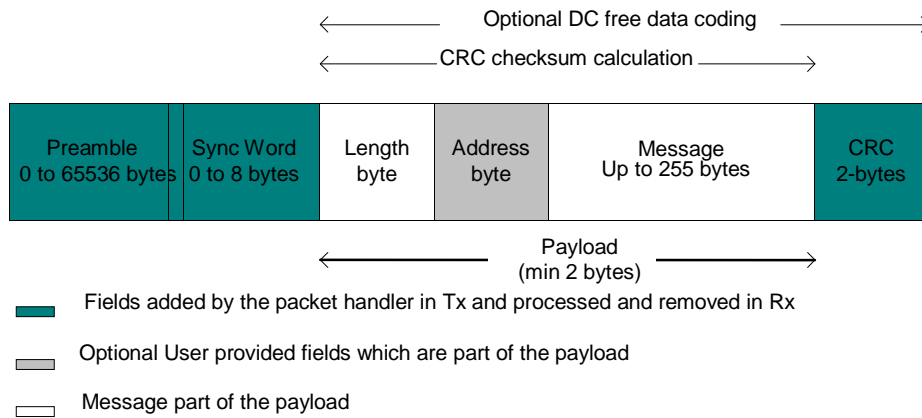 Optional DC free data coding
CRC checksum calculation
Preamble
0 to 65536 bytes
Sync Word
0 to 8 bytes
Length
byte
Address
byte
Message
Up to 255 bytes
CRC
2-bytes
Payload
(min 2 bytes)
Fields added by the packet handler in Tx and processed and removed in Rx
Optional User provided fields which are part of the payload
Message part of the payload